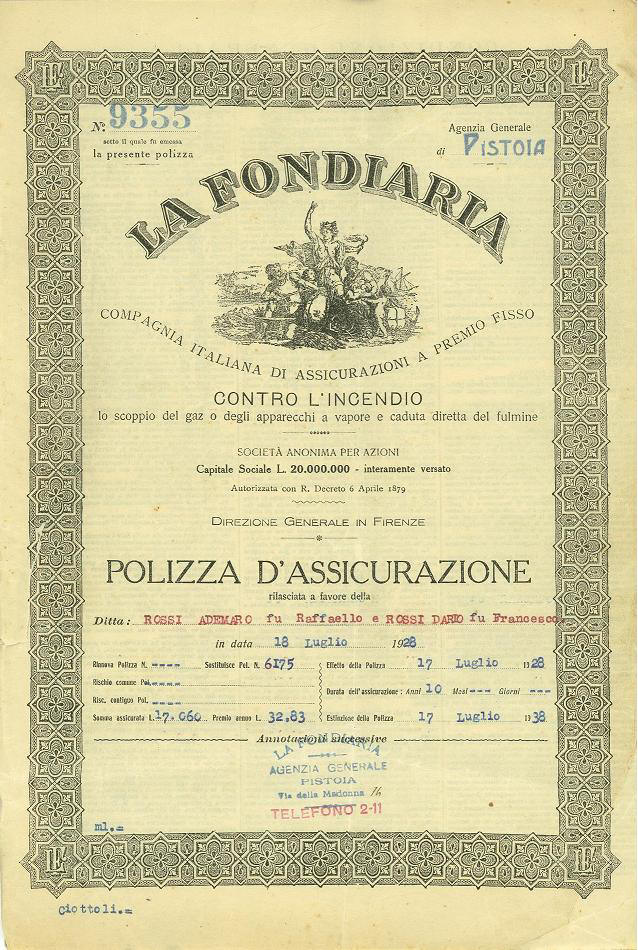 Nº. 9355
sotto il quale fu emessa
la presente polizza
Agenzia Generale
di PISTOIA
LA FONDIARIA
COMPAGNIA ITALIANA DI ASSICURAZIONI A PREMIO FISSO
CONTRO L'INCENDIO
lo scoppio del gaz o degli apparecchi a vapore e caduta diretta del fulmine
SOCIETÀ ANONIMA PER AZIONI
Capitale Sociale L. 20.000.000 - interamente versato
Autorizzata con R. Decreto 6 Aprile 1879
DIREZIONE GENERALE IN FIRENZE
POLIZZA D'ASSICURAZIONE
rilasciata a favore della
Ditta: ROSSI ADEMARO fu Raffaello e ROSSI DARIO fu Francesco.
in data 18 Luglio 1928
Rinnova Polizza N. ---- Sostituisce Pol. N. 6175
Effetto della Polizza 17 Luglio 1928
Rischio comune Pol. ----
Durata dell'assicurazione: Anni 10 Mesi --- Giorni ---
Risc. contiguo Pol. ----
Somma assicurata L. 17.060 Premio annuo L. 32.83
Estinzione della Polizza 17 Luglio 1938
Annotazioni successive
LA FONDIARIA
AGENZIA GENERALE
PISTOIA
Via della Madonna 16
TELEFONO 2-11
ml.=
Ciottoli.=